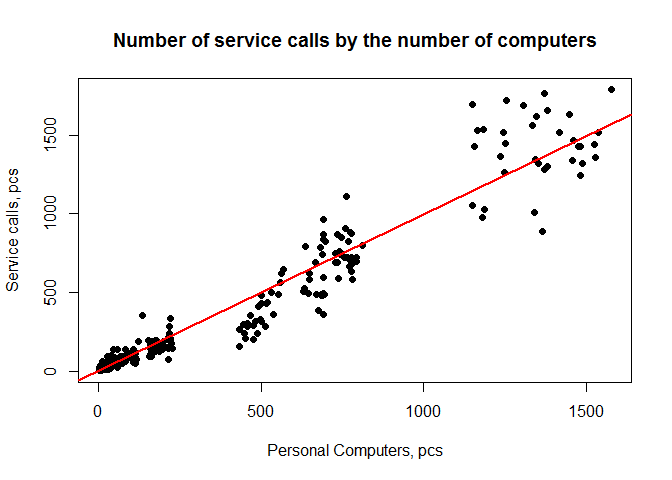 Number of service calls by the number of computers
Service calls, pcs
1500
1000
500
0
0 500 1000 1500
Personal Computers, pcs